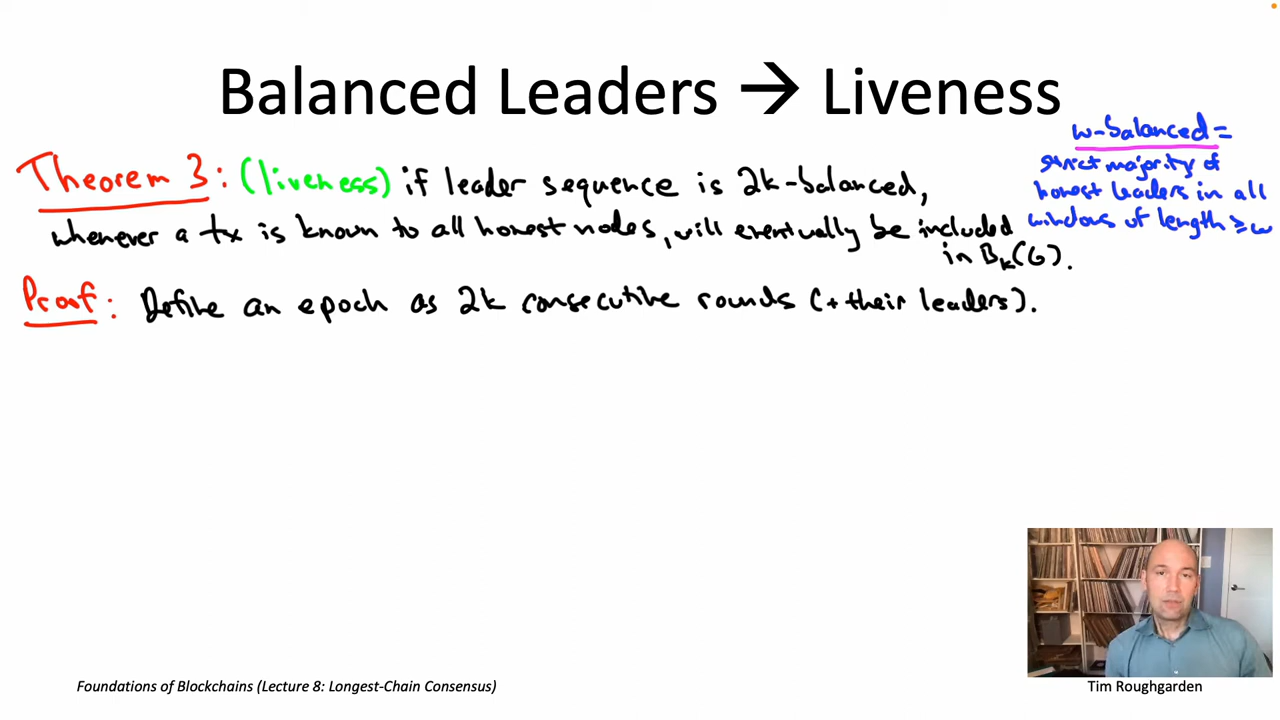 Balanced Leaders → Liveness
w-balanced =
strict majority of
honest leaders in all
windows of length ≥ w
Theorem 3: (liveness) if leader sequence is 2k-balanced,
whenever a tx is known to all honest nodes, will eventually be included
in Bk(G).
Proof: Define an epoch as 2k consecutive rounds (+ their leaders).
Foundations of Blockchains (Lecture 8: Longest-Chain Consensus)
Tim Roughgarden